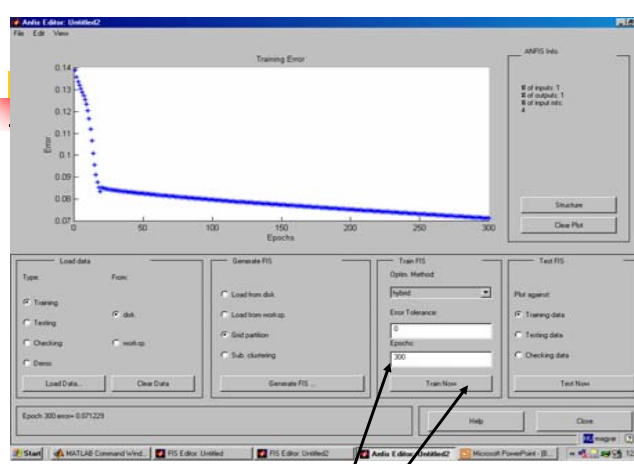 Anfis Editor: Untitled2
File Edit View
Training Error
0.14
0.13
0.12
0.11
0.1
0.09
0.08
0.07
Error
0 50 100 150 200 250 300
Epochs
ANFIS Info.
# of inputs: 1
# of outputs: 1
# of input mfs:
4
Structure
Clear Plot
Load data
Type: From:
Training
Testing
Checking
Demo
disk
worksp.
Load Data... Clear Data
Generate FIS
Load from disk
Load from worksp.
Grid partition
Sub. clustering
Generate FIS ...
Train FIS
Optim. Method:
hybrid
Error Tolerance:
0
Epochs:
300
Train Now
Test FIS
Plot against:
Training data
Testing data
Checking data
Test Now
Epoch 300:error= 0.071229
Help Close
magyar
Start MATLAB Command Wind... FIS Editor: Untitled FIS Editor: Untitled2 Anfis Editor: Untitled2 Microsoft PowerPoint - [B...